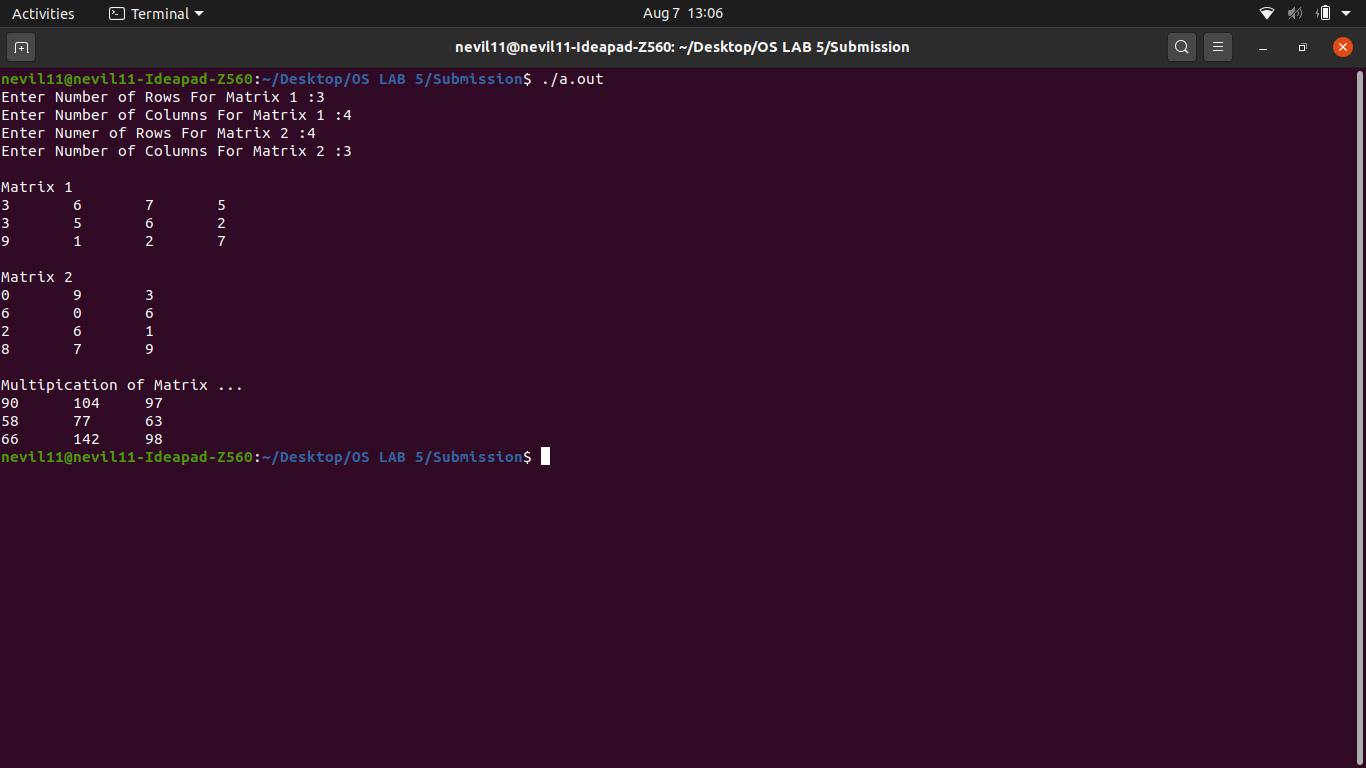 Activities Terminal Aug 7 13:06
nevil11@nevil11-Ideapad-Z560: ~/Desktop/OS LAB 5/Submission
nevil11@nevil11-Ideapad-Z560:~/Desktop/OS LAB 5/Submission$ ./a.out
Enter Number of Rows For Matrix 1 :3
Enter Number of Columns For Matrix 1 :4
Enter Numer of Rows For Matrix 2 :4
Enter Number of Columns For Matrix 2 :3
Matrix 1
3 6 7 5
3 5 6 2
9 1 2 7
Matrix 2
0 9 3
6 0 6
2 6 1
8 7 9
Multipication of Matrix ...
90 104 97
58 77 63
66 142 98
nevil11@nevil11-Ideapad-Z560:~/Desktop/OS LAB 5/Submission$